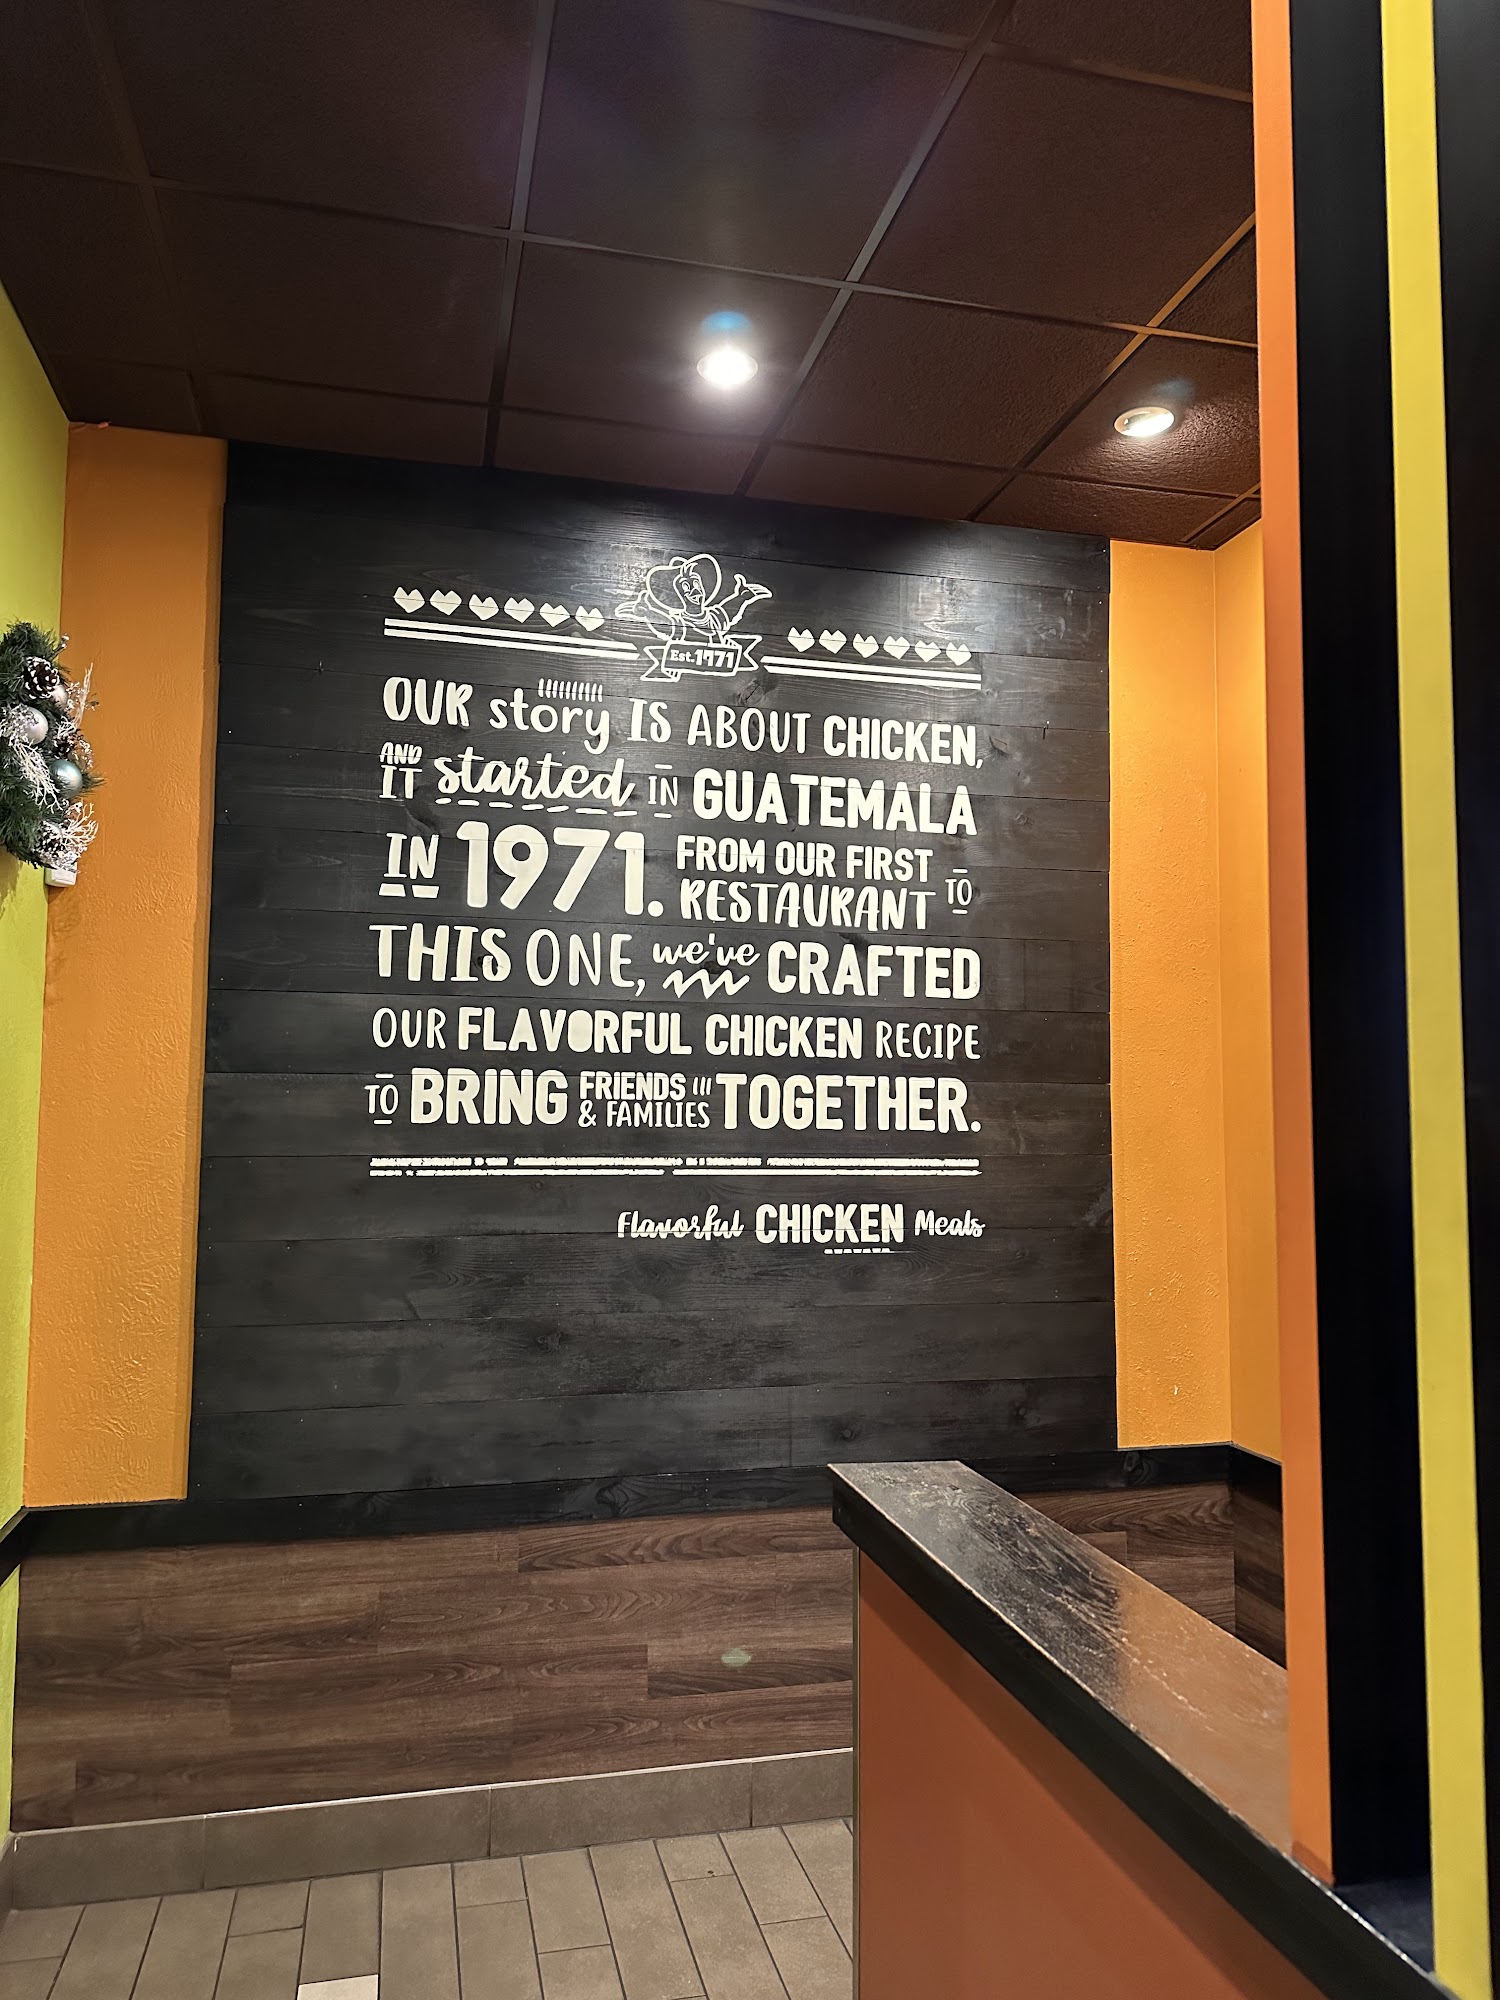 Est. 1971
OUR story IS ABOUT CHICKEN,
AND IT started IN GUATEMALA
IN 1971. FROM OUR FIRST RESTAURANT TO
THIS ONE, we've CRAFTED
OUR FLAVORFUL CHICKEN RECIPE
TO BRING FRIENDS & FAMILIES TOGETHER.
Flavorful CHICKEN Meals